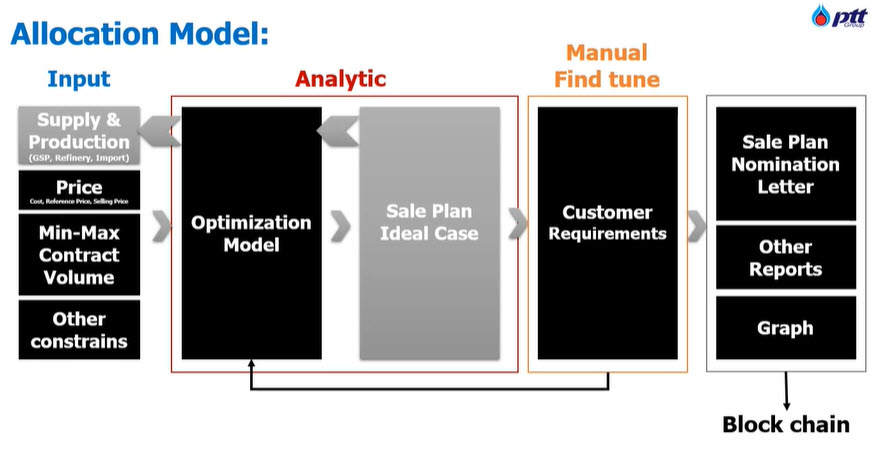 ptt
Group
Allocation Model:
Input
Analytic
Manual
Find tune
Supply &
Production
(GSP, Refinery, Import)
Price
Cost, Reference Price, Selling Price
Min-Max
Contract
Volume
Other
constrains
Optimization
Model
Sale Plan
Ideal Case
Customer
Requirements
Sale Plan
Nomination
Letter
Other
Reports
Graph
Block chain